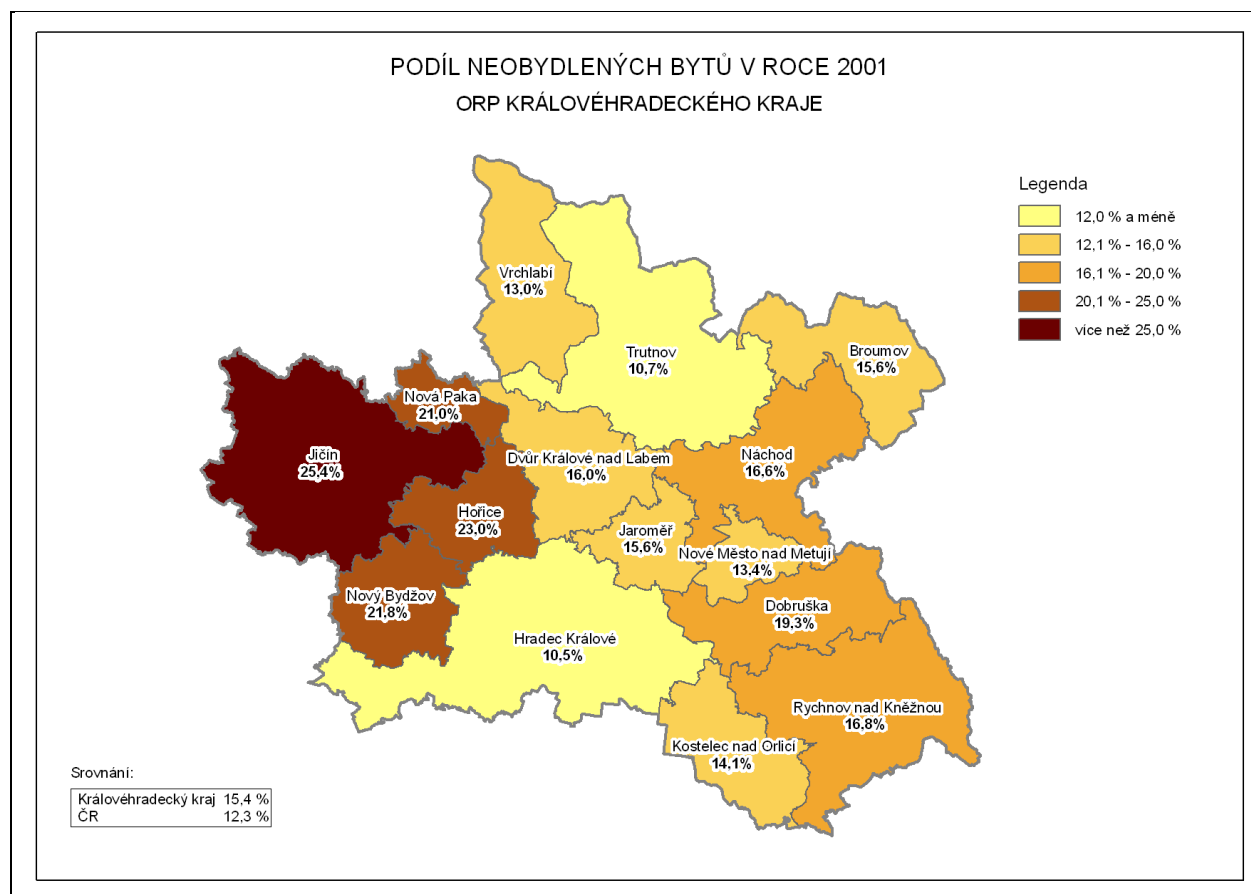 PODÍL NEOBYDLENÝCH BYTŮ V ROCE 2001
ORP KRÁLOVÉHRADECKÉHO KRAJE
Legenda
12,0 % a méně
12,1 % - 16,0 %
16,1 % - 20,0 %
20,1 % - 25,0 %
více než 25,0 %
Vrchlabí
13,0%
Trutnov
10,7%
Broumov
15,6%
Nová Paka
21,0%
Jičín
25,4%
Dvůr Králové nad Labem
16,0%
Náchod
16,6%
Hořice
23,0%
Jaroměř
15,6%
Nové Město nad Metují
13,4%
Nový Bydžov
21,8%
Dobruška
19,3%
Hradec Králové
10,5%
Rychnov nad Kněžnou
16,8%
Kostelec nad Orlicí
14,1%
Srovnání:
Královéhradecký kraj 15,4 %
ČR 12,3 %